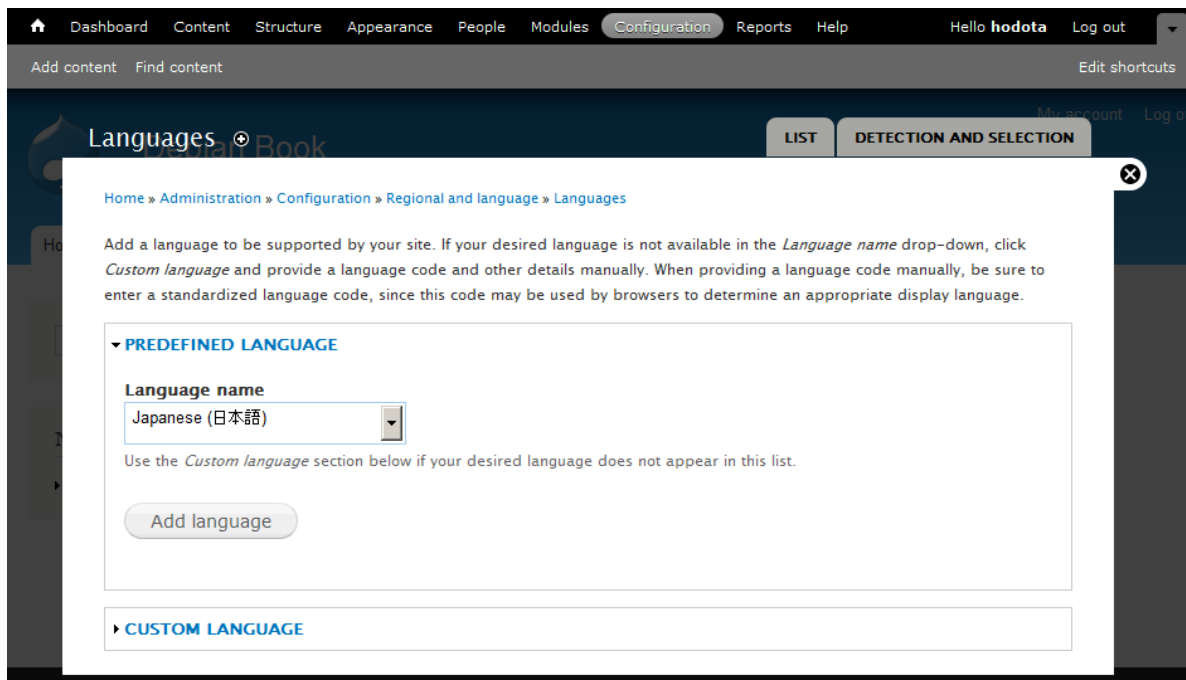 Dashboard Content Structure Appearance People Modules Configuration Reports Help Hello hodota Log out
Add content Find content Edit shortcuts
My account Log o
Languages
Debian Book
LIST DETECTION AND SELECTION
Home » Administration » Configuration » Regional and language » Languages
Ho
Add a language to be supported by your site. If your desired language is not available in the Language name drop-down, click
Custom language and provide a language code and other details manually. When providing a language code manually, be sure to
enter a standardized language code, since this code may be used by browsers to determine an appropriate display language.
PREDEFINED LANGUAGE
Language name
Japanese (日本語)
Use the Custom language section below if your desired language does not appear in this list.
Add language
CUSTOM LANGUAGE